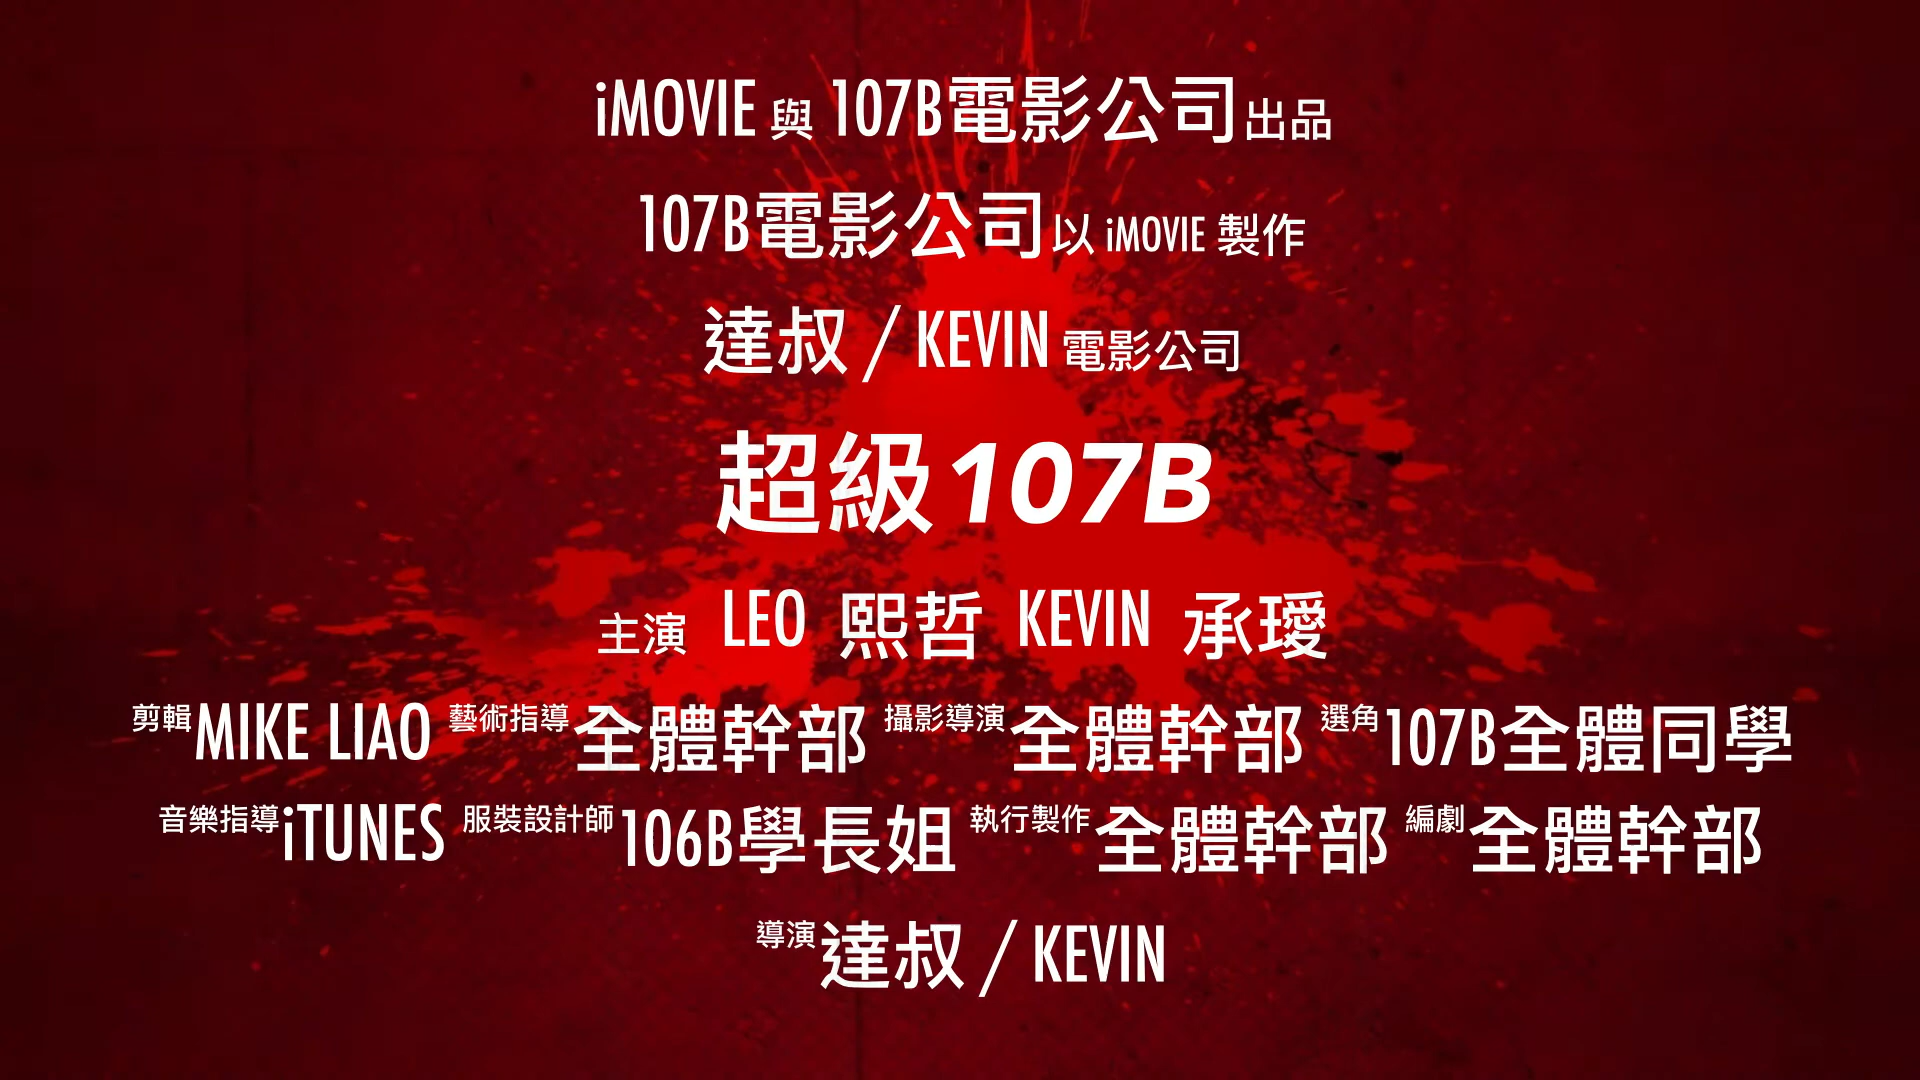 iMOVIE 與 107B電影公司出品
107B電影公司以 iMOVIE 製作
達叔 / KEVIN 電影公司
超級107B
主演 LEO 熙哲 KEVIN 承璦
剪輯MIKE LIAO 藝術指導全體幹部 攝影導演全體幹部 選角107B全體同學
音樂指導iTUNES 服裝設計師106B學長姐 執行製作全體幹部 編劇全體幹部
導演達叔 / KEVIN